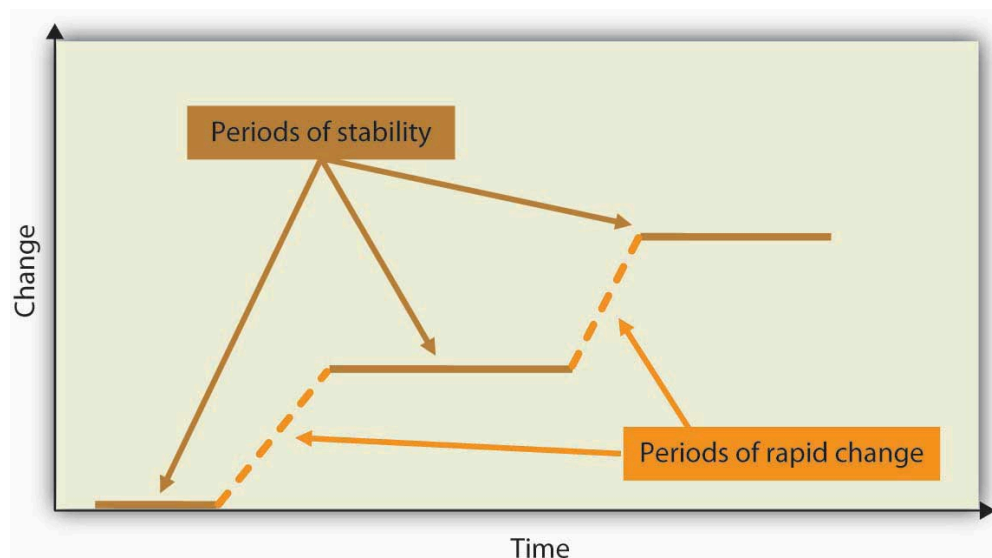 Periods of stability
Change
Periods of rapid change
Time